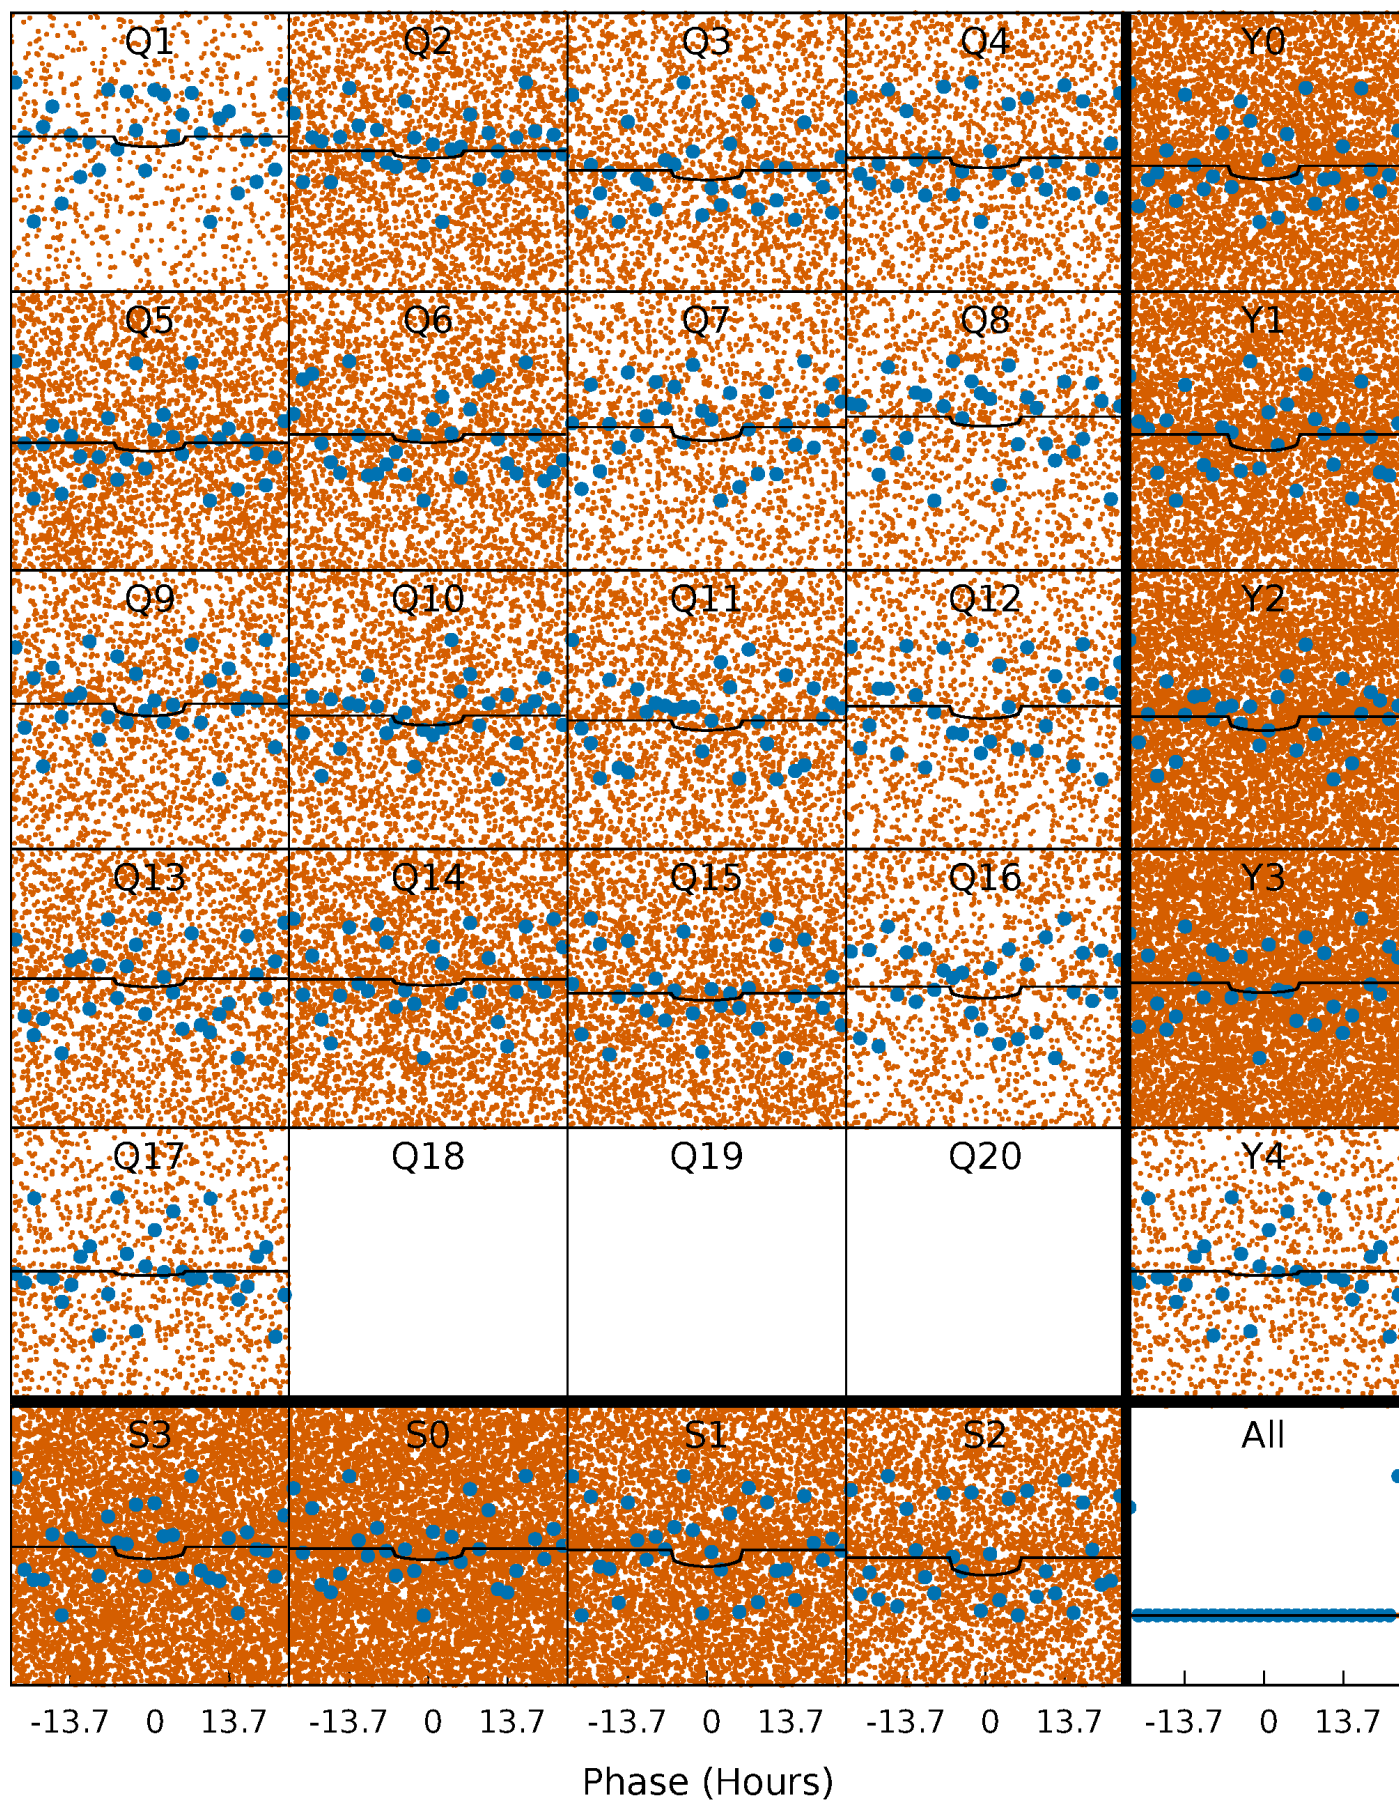 Q1 Q2 Q3 Q4 Y0
Q5 Q6 Q7 Q8 Y1
Q9 Q10 Q11 Q12 Y2
Q13 Q14 Q15 Q16 Y3
Q17 Q18 Q19 Q20 Y4
S3 S0 S1 S2 All
-13.7 0 13.7 -13.7 0 13.7 -13.7 0 13.7 -13.7 0 13.7 -13.7 0 13.7
Phase (Hours)